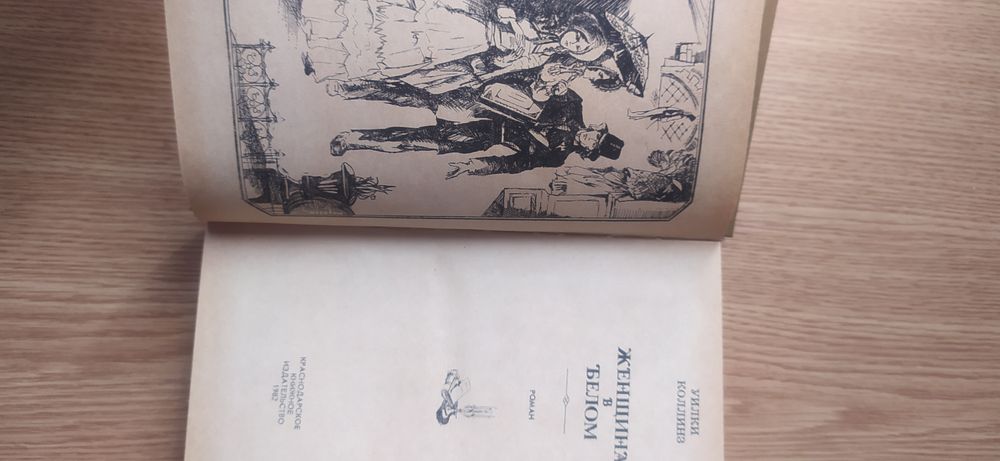 УИЛКИ
КОЛЛИНЗ
ЖЕНЩИНА
В
БЕЛОМ
РОМАН
КРАСНОДАРСКОЕ
КНИЖНОЕ
ИЗДАТЕЛЬСТВО
1982